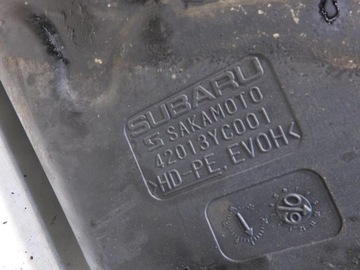 SUBARU
SAKAMOTO
42013YC001
>HD-PE, EVOH<